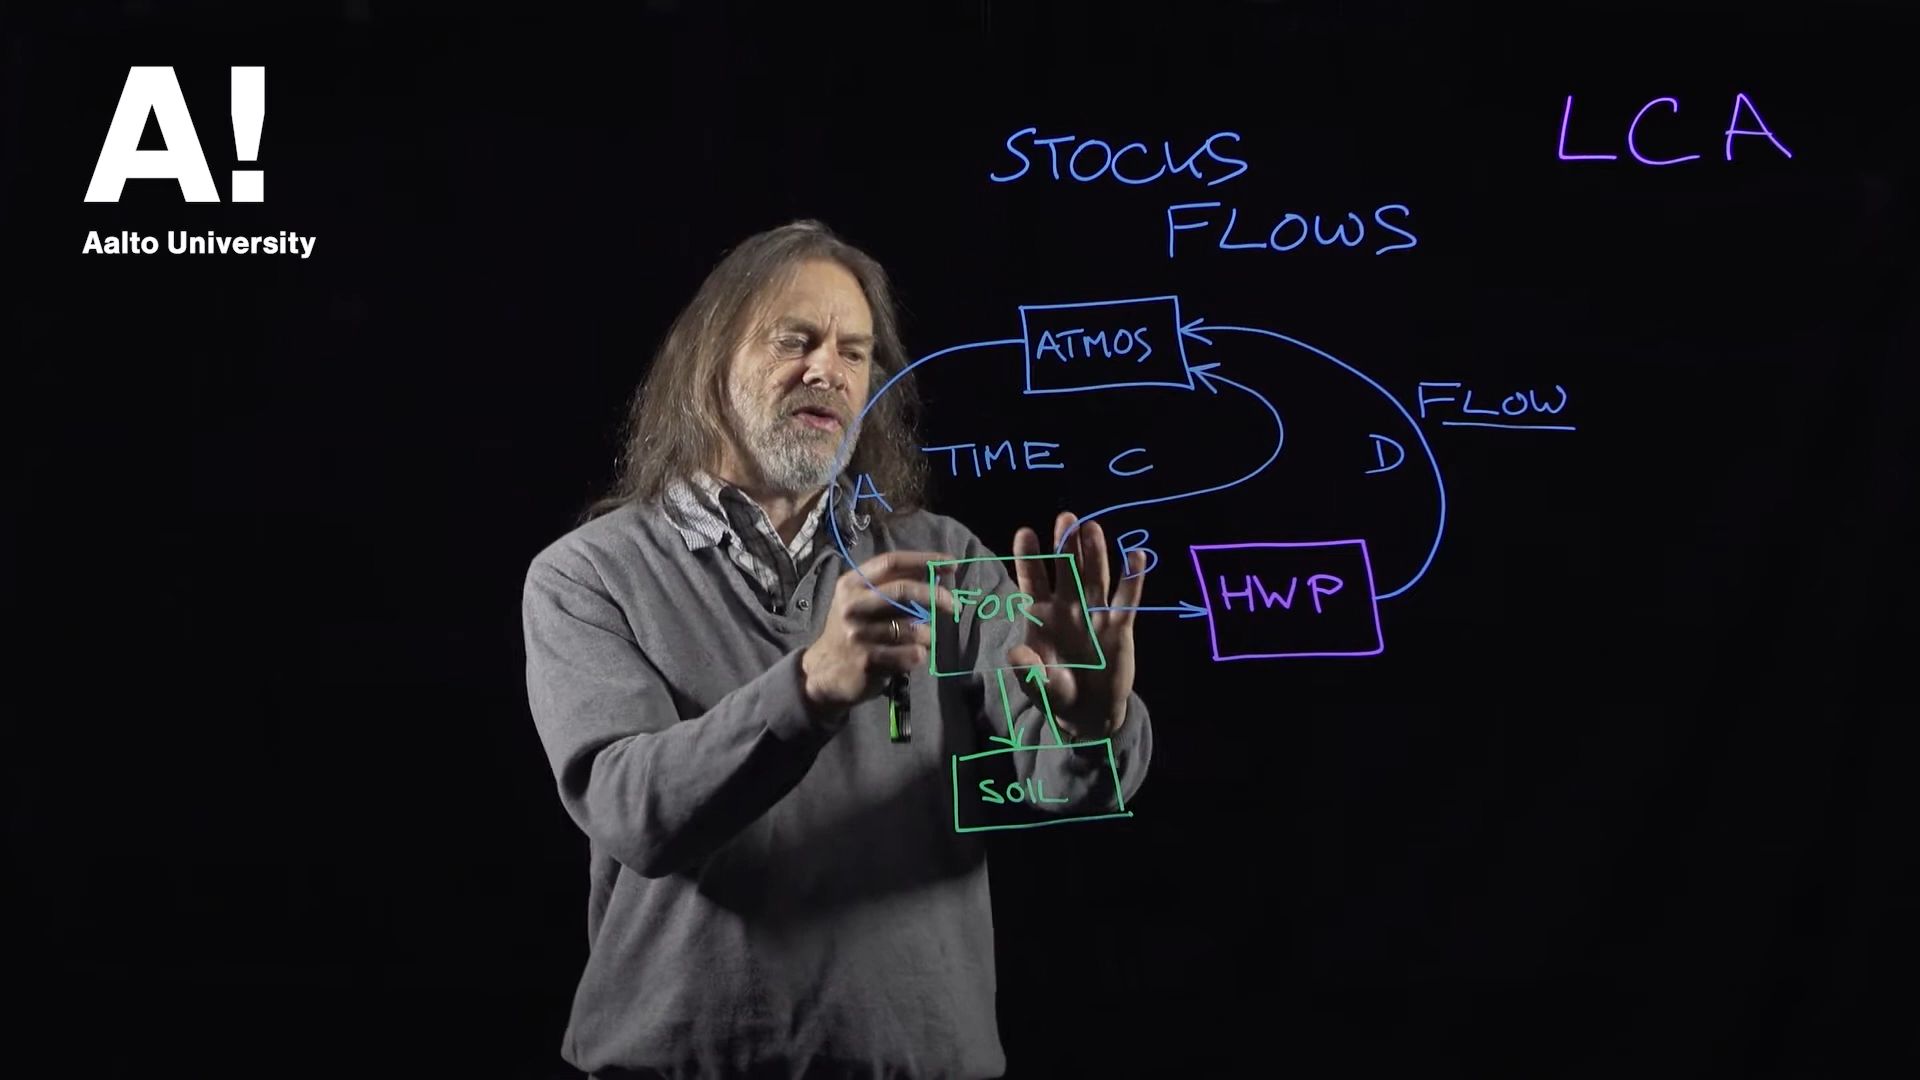 A!
Aalto University
LCA
STOCKS
FLOWS
ATMOS
FLOW
TIME
C
D
A
B
FOR
HWP
SOIL